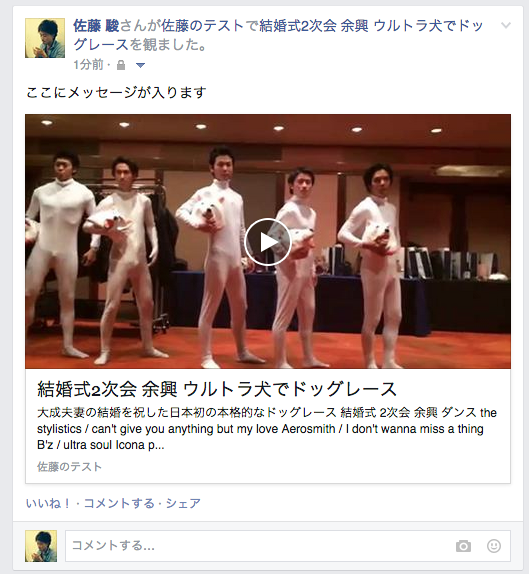 佐藤 駿さんが佐藤のテストで結婚式2次会 余興 ウルトラ犬でドッ
グレースを観ました。
1分前 ·
ここにメッセージが入ります
結婚式2次会 余興 ウルトラ犬でドッグレース
大成夫妻の結婚を祝した日本初の本格的なドッグレース 結婚式 2次会 余興 ダンス the
stylistics / can't give you anything but my love Aerosmith / I don't wanna miss a thing
B'z / ultra soul Icona p...
佐藤のテスト
いいね！ · コメントする · シェア
コメントする...